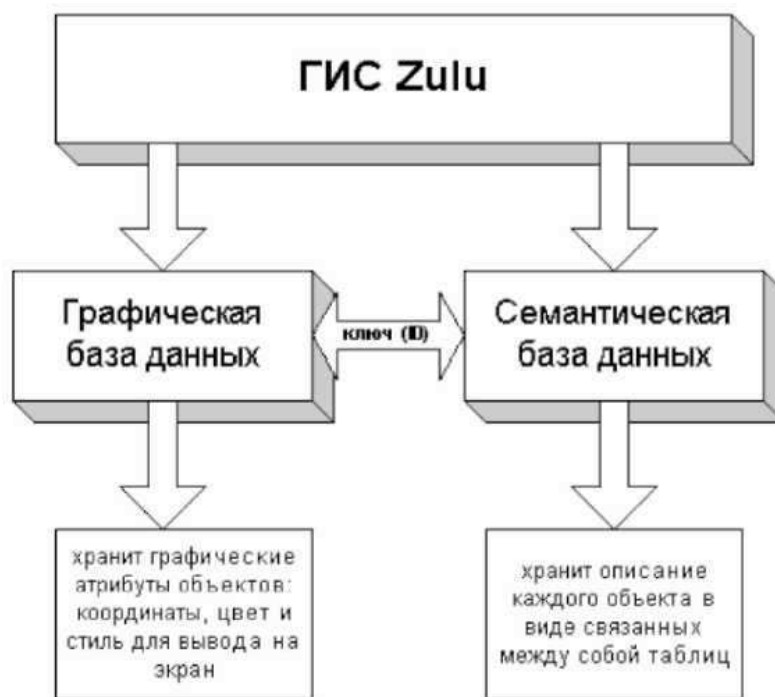 ГИС Zulu
Графическая
база данных
ключ (ID)
Семантическая
база данных
хранит графические
атрибуты объектов:
координаты, цвет и
стиль для вывода на
экран
хранит описание
каждого объекта в
виде связанных
между собой таблиц